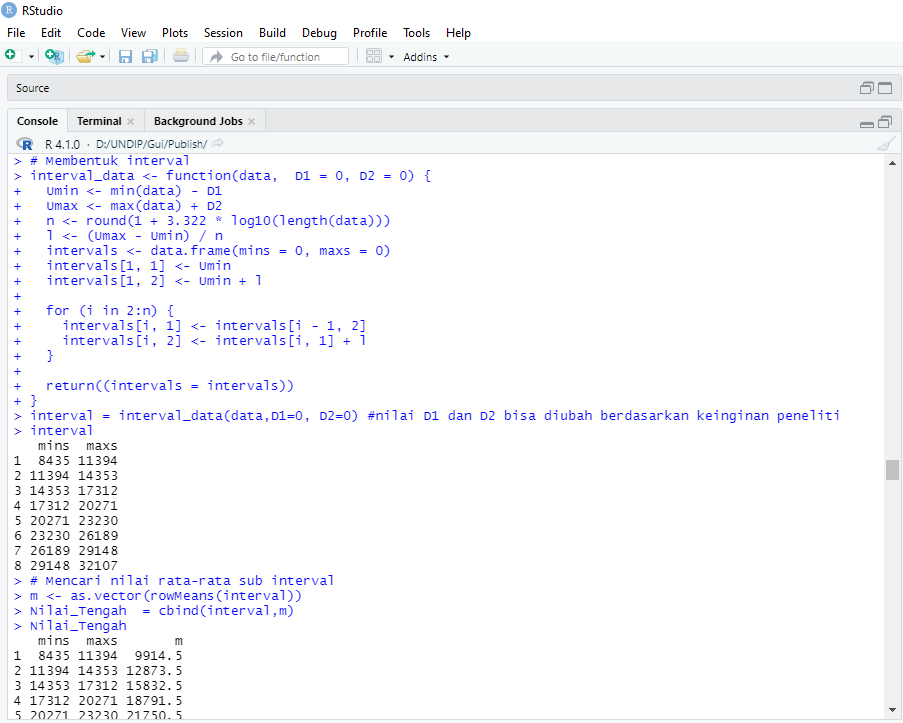 RStudio
File Edit Code View Plots Session Build Debug Profile Tools Help
Go to file/function Addins
Source
Console Terminal Background Jobs
R 4.1.0 · D:/UNDIP/Gui/Publish/
> # Membentuk interval
> interval_data <- function(data,  D1 = 0, D2 = 0) {
+   Umin <- min(data) - D1
+   Umax <- max(data) + D2
+   n <- round(1 + 3.322 * log10(length(data)))
+   l <- (Umax - Umin) / n
+   intervals <- data.frame(mins = 0, maxs = 0)
+   intervals[1, 1] <- Umin
+   intervals[1, 2] <- Umin + l
+
+   for (i in 2:n) {
+     intervals[i, 1] <- intervals[i - 1, 2]
+     intervals[i, 2] <- intervals[i, 1] + l
+   }
+
+   return((intervals = intervals))
+ }
> interval = interval_data(data,D1=0, D2=0) #nilai D1 dan D2 bisa diubah berdasarkan keinginan peneliti
> interval
   mins  maxs
1  8435 11394
2 11394 14353
3 14353 17312
4 17312 20271
5 20271 23230
6 23230 26189
7 26189 29148
8 29148 32107
> # Mencari nilai rata-rata sub interval
> m <- as.vector(rowMeans(interval))
> Nilai_Tengah  = cbind(interval,m)
> Nilai_Tengah
   mins  maxs       m
1  8435 11394  9914.5
2 11394 14353 12873.5
3 14353 17312 15832.5
4 17312 20271 18791.5
5 20271 23230 21750.5